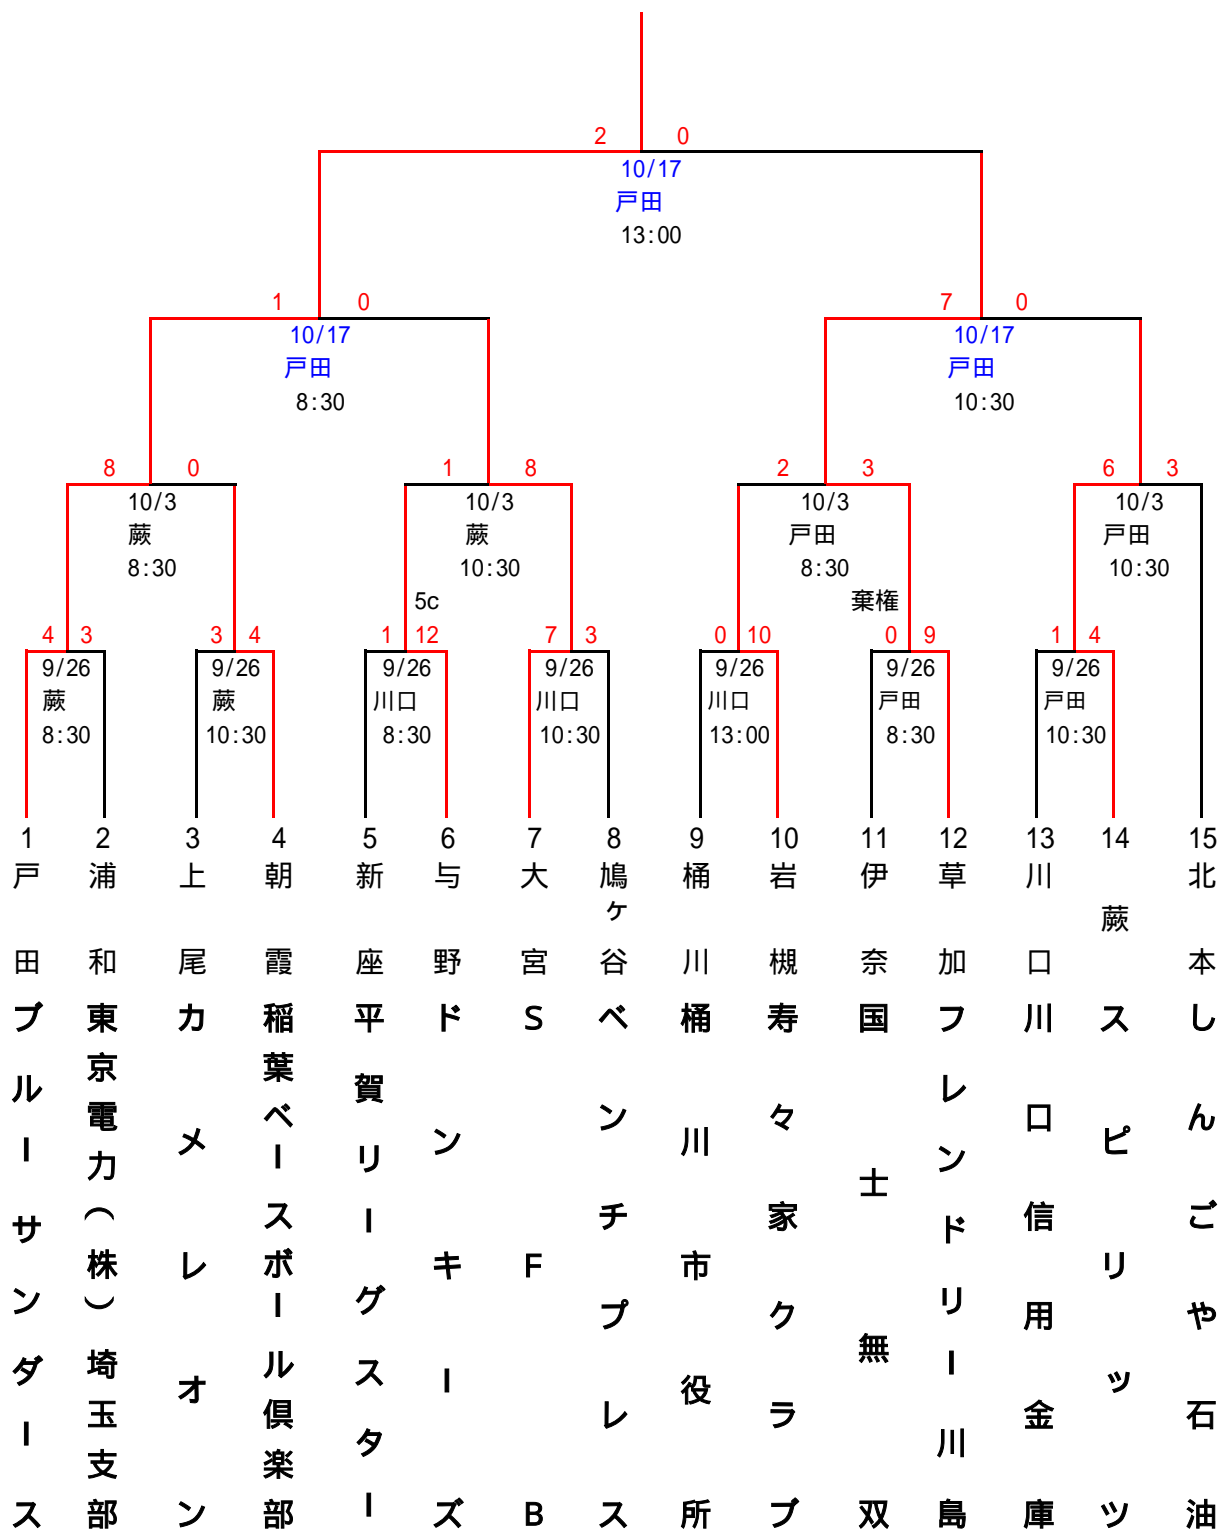 2 0
10/17
戸田
13:00
1 0
10/17
戸田
8:30
7 0
10/17
戸田
10:30
8 0
10/3
蕨
8:30
1 8
10/3
蕨
10:30
2 3
10/3
戸田
8:30
6 3
10/3
戸田
10:30
4 3
9/26
蕨
8:30
3 4
9/26
蕨
10:30
5c
1 12
9/26
川口
8:30
7 3
9/26
川口
10:30
0 10
9/26
川口
13:00
棄権
0 9
9/26
戸田
8:30
1 4
9/26
戸田
10:30
1
戸田
ブルーサンダース
2
浦和
東京電力(株)埼玉支部
3
上尾
カメレオン
4
朝霞
稲葉ベースボール倶楽部
5
新座
平賀リーグスター
6
与野
ドンキーズ
7
大宮
SFB
8
鳩ヶ谷
ベンチプレス
9
桶川
桶川市役所
10
岩槻
寿々家クラブ
11
伊奈
国士無双
12
草加
フレンドリー川島
13
川口
川口信用金庫
14
蕨
スピリッツ
15
北本
しんごや石油